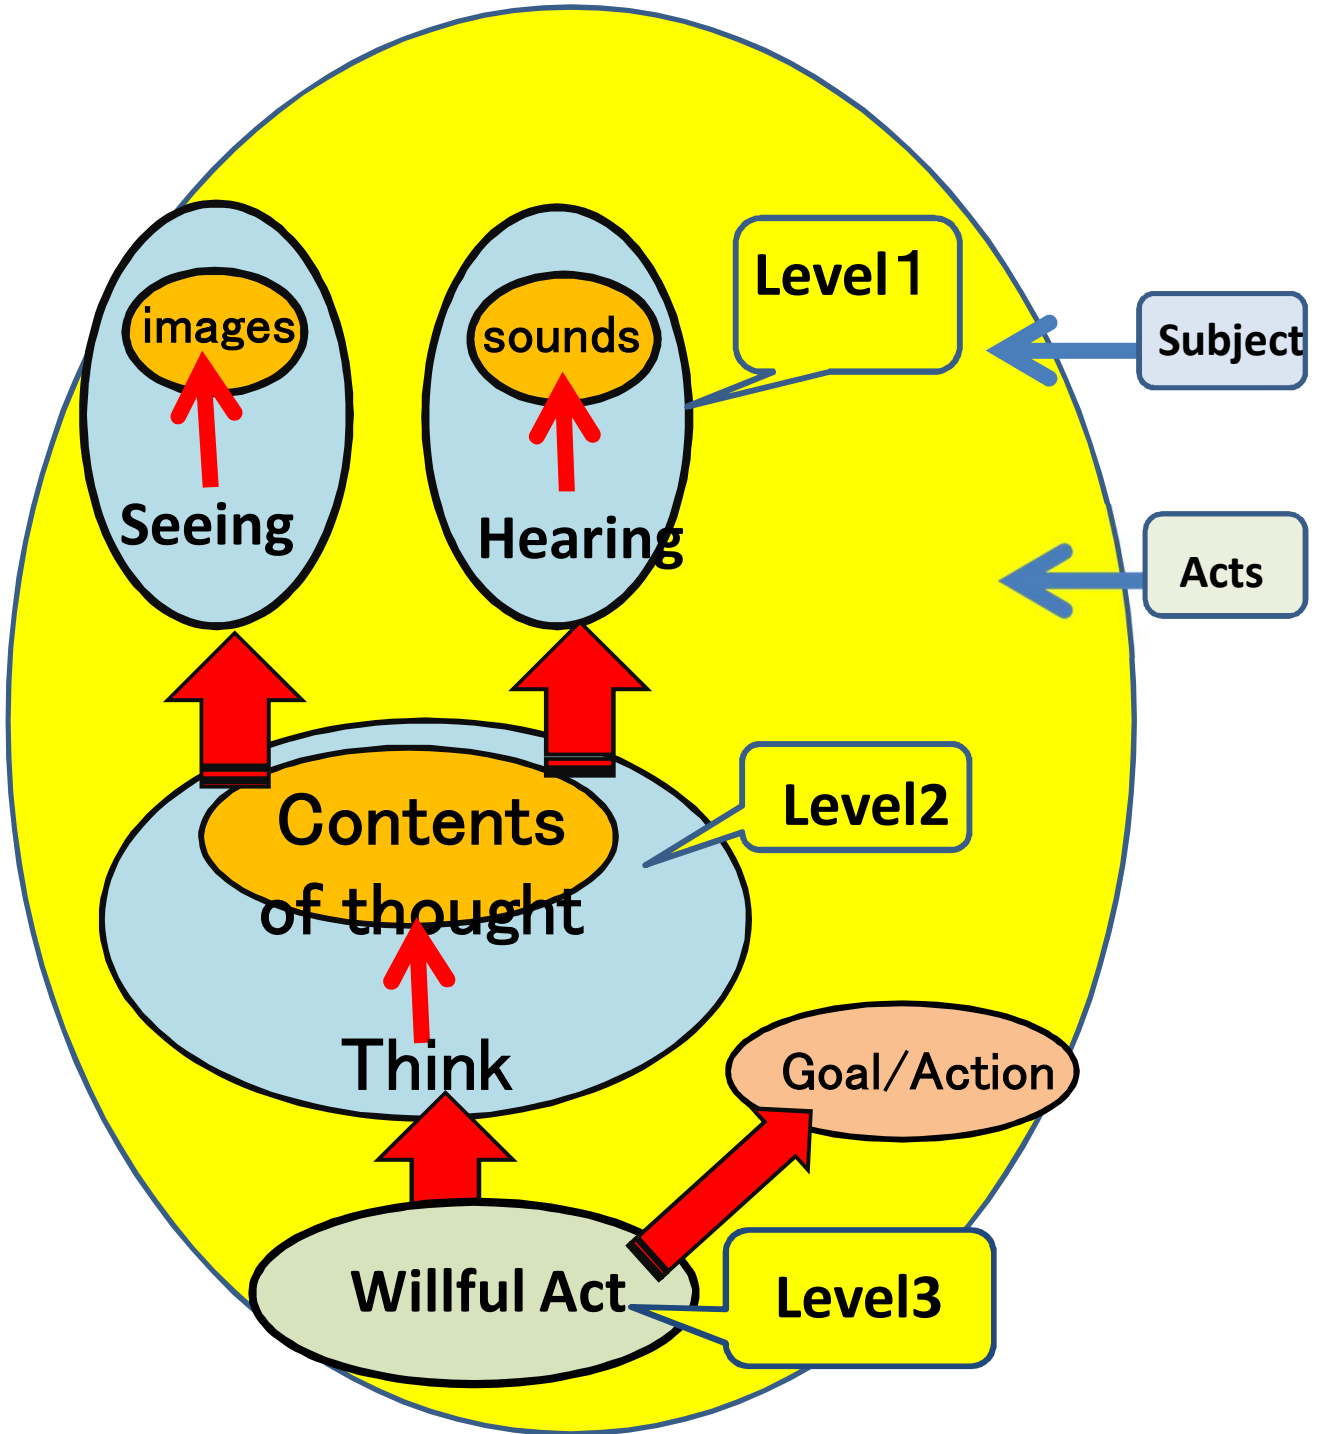 Level1
images
sounds
Subject
Seeing
Hearing
Acts
Contents
of thought
Level2
Think
Goal/Action
Willful Act
Level3